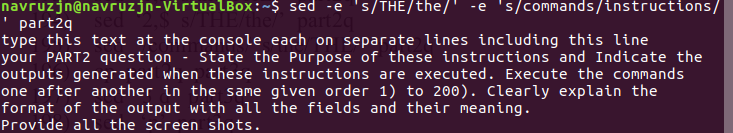 navruzjn@navruzjn-VirtualBox:~$ sed -e 's/THE/the/' -e 's/commands/instructions/
' part2q
type this text at the console each on separate lines including this line
your PART2 question - State the Purpose of these instructions and Indicate the
outputs generated when these instructions are executed. Execute the commands
one after another in the same given order 1) to 200). Clearly explain the
format of the output with all the fields and their meaning.
Provide all the screen shots.